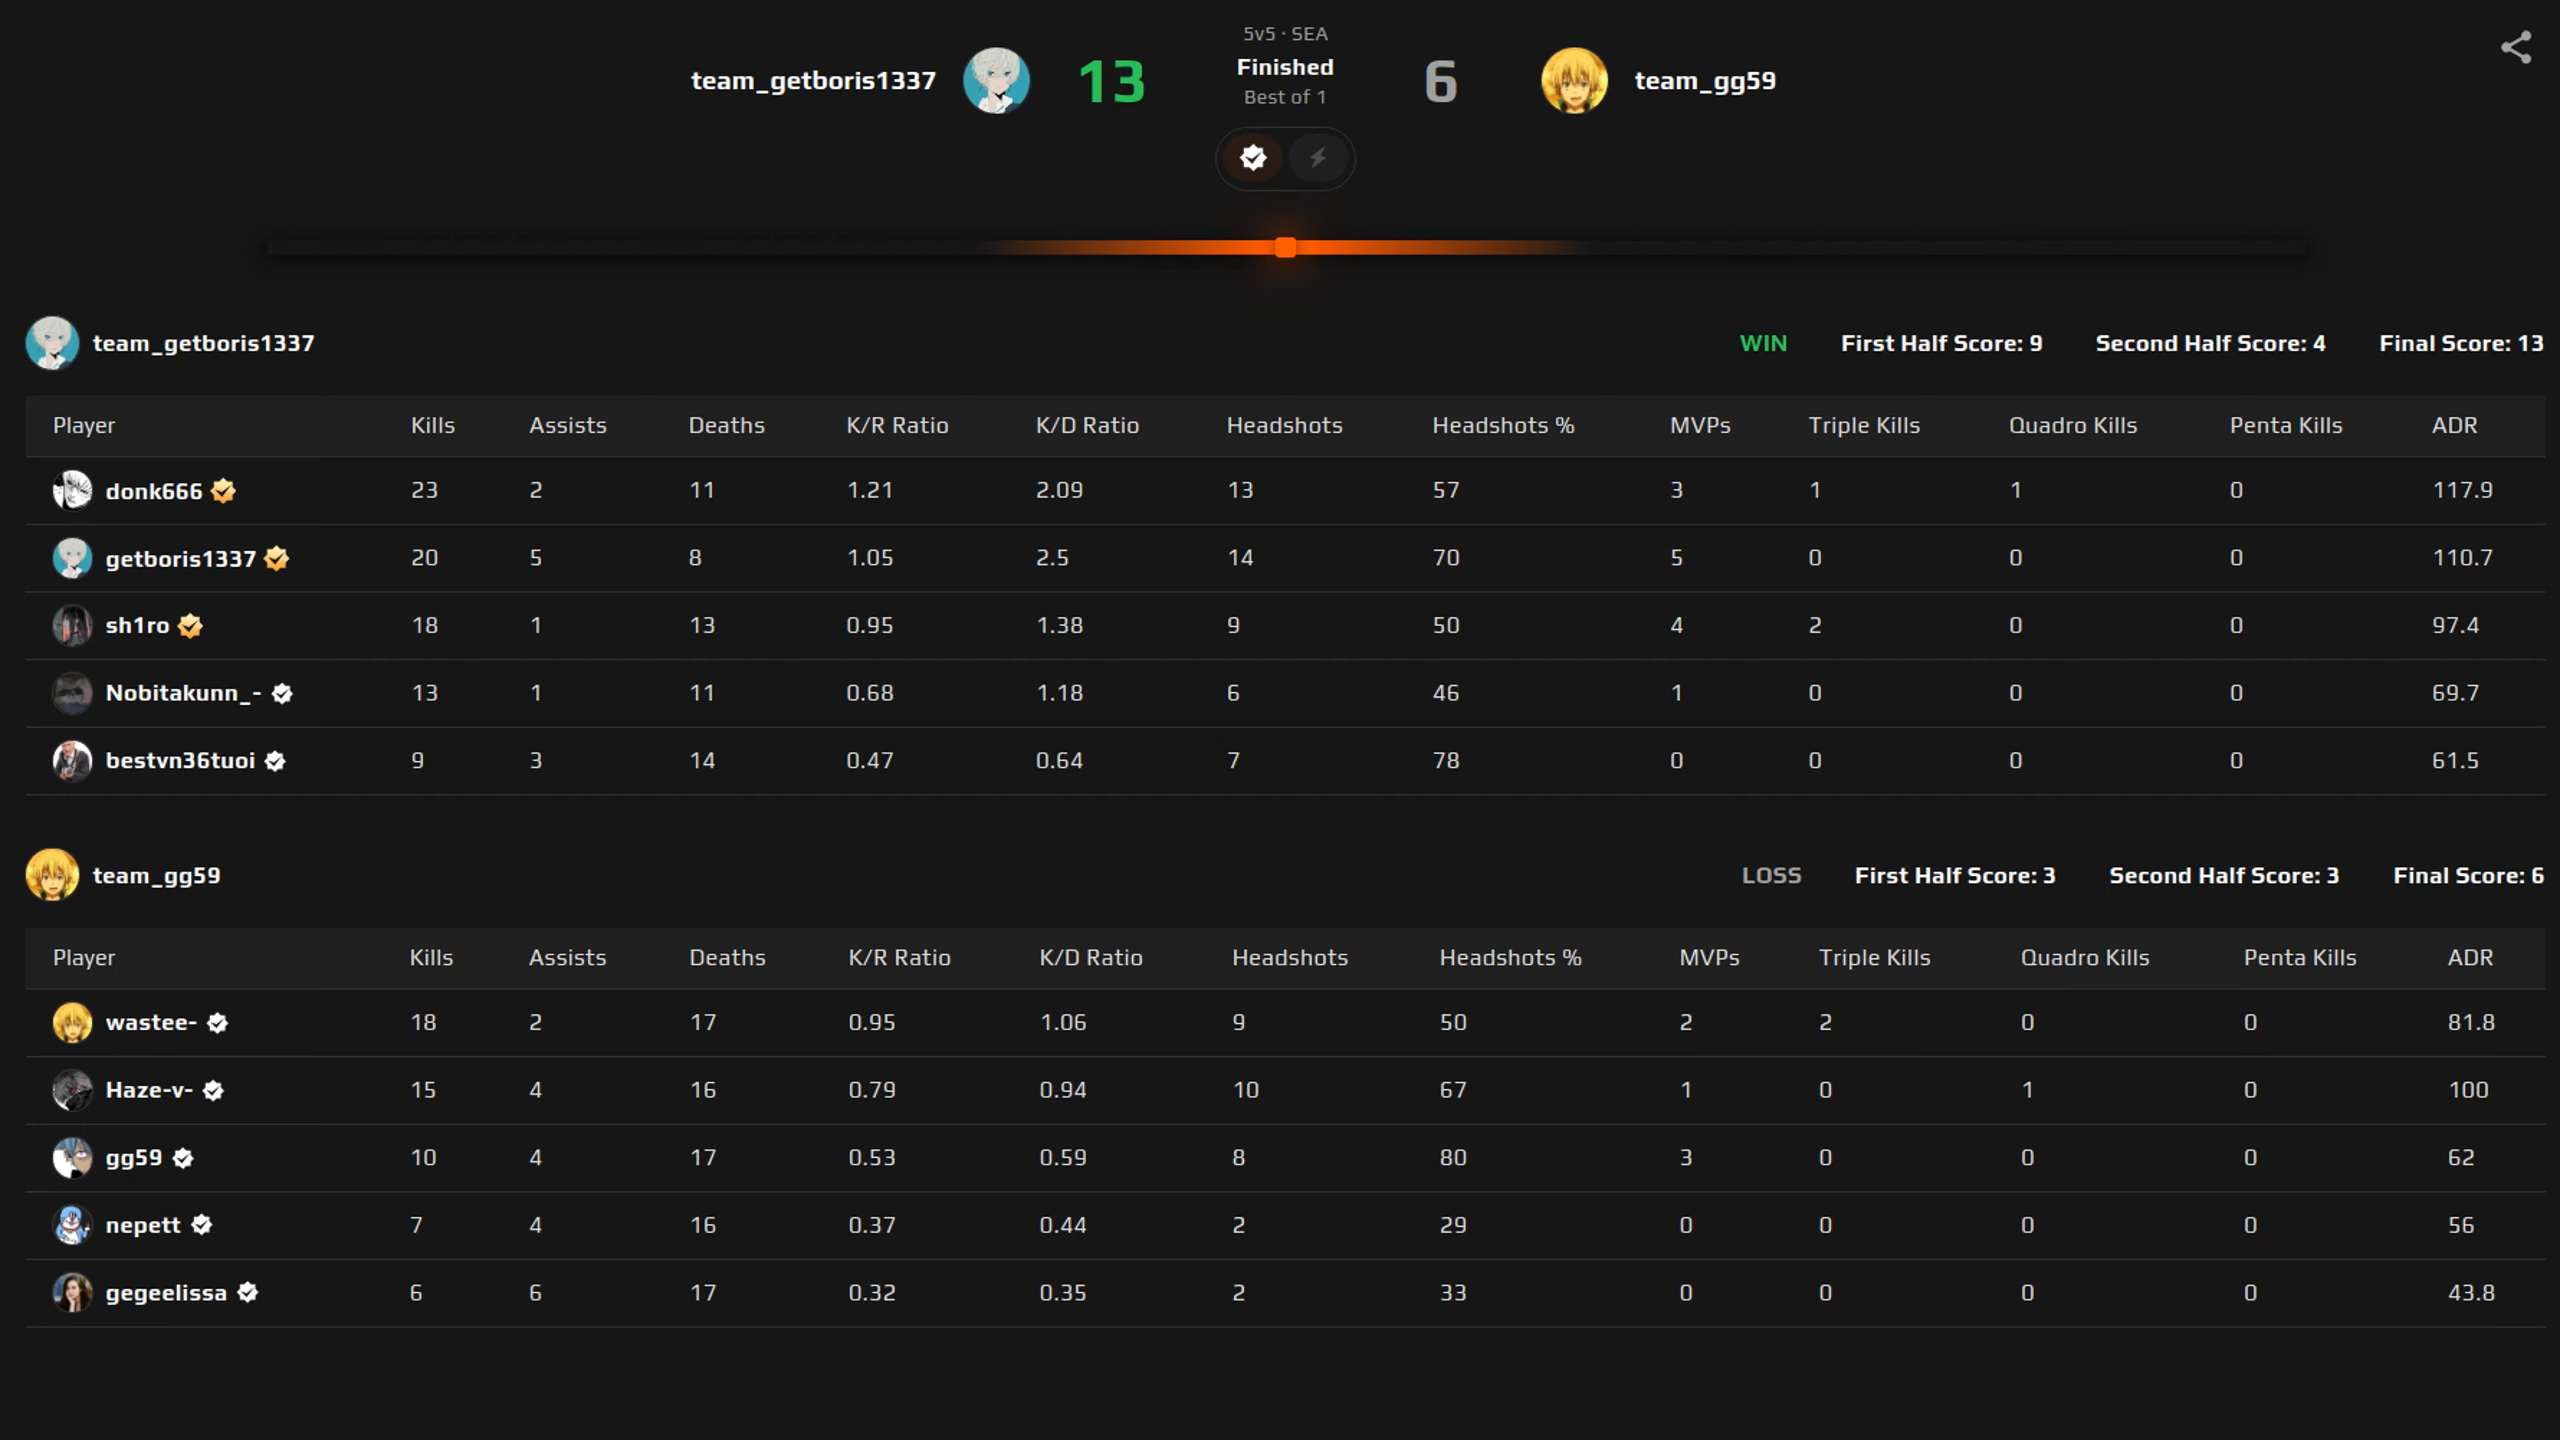 5v5 · SEA
team_getboris1337 13 Finished 6 team_gg59
Best of 1
team_getboris1337 WIN First Half Score: 9 Second Half Score: 4 Final Score: 13
Player Kills Assists Deaths K/R Ratio K/D Ratio Headshots Headshots % MVPs Triple Kills Quadro Kills Penta Kills ADR
donk666 23 2 11 1.21 2.09 13 57 3 1 1 0 117.9
getboris1337 20 5 8 1.05 2.5 14 70 5 0 0 0 110.7
sh1ro 18 1 13 0.95 1.38 9 50 4 2 0 0 97.4
Nobitakunn_- 13 1 11 0.68 1.18 6 46 1 0 0 0 69.7
bestvn36tuoi 9 3 14 0.47 0.64 7 78 0 0 0 0 61.5
team_gg59 LOSS First Half Score: 3 Second Half Score: 3 Final Score: 6
Player Kills Assists Deaths K/R Ratio K/D Ratio Headshots Headshots % MVPs Triple Kills Quadro Kills Penta Kills ADR
wastee- 18 2 17 0.95 1.06 9 50 2 2 0 0 81.8
Haze-v- 15 4 16 0.79 0.94 10 67 1 0 1 0 100
gg59 10 4 17 0.53 0.59 8 80 3 0 0 0 62
nepett 7 4 16 0.37 0.44 2 29 0 0 0 0 56
gegeelissa 6 6 17 0.32 0.35 2 33 0 0 0 0 43.8